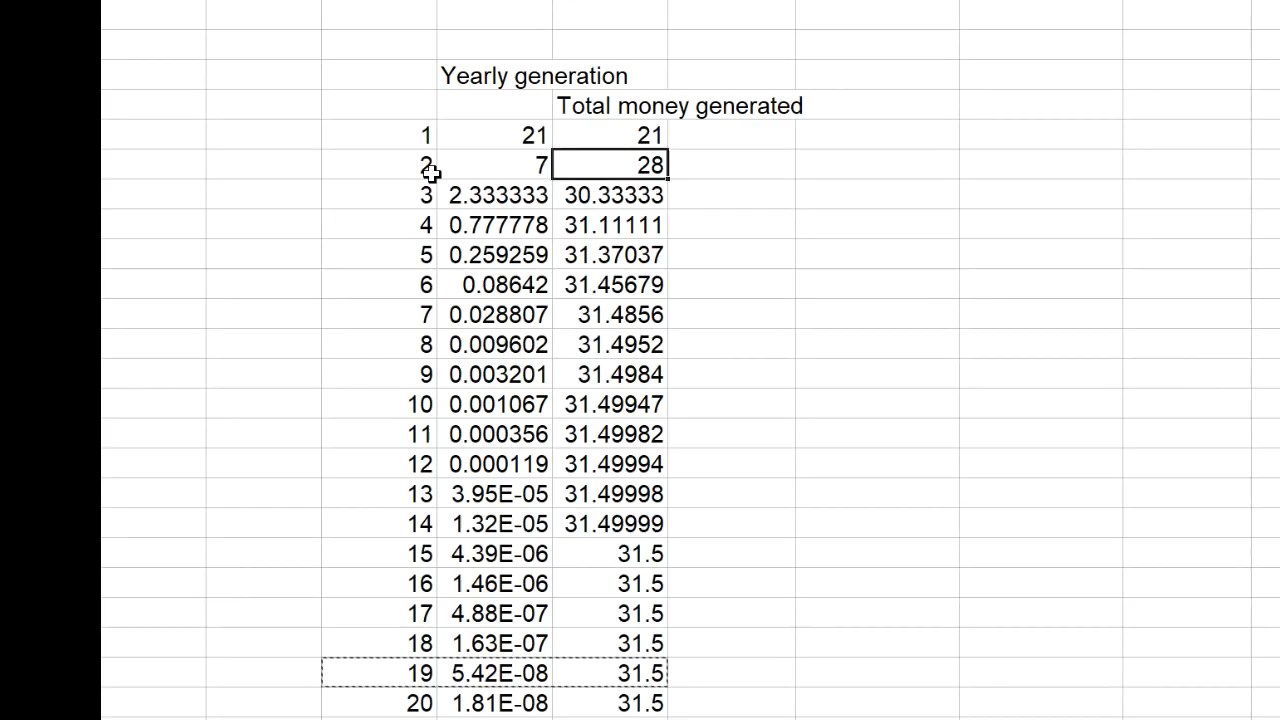 Yearly generation
Total money generated
1 21 21
2 7 28
3 2.333333 30.33333
4 0.777778 31.11111
5 0.259259 31.37037
6 0.08642 31.45679
7 0.028807 31.4856
8 0.009602 31.4952
9 0.003201 31.4984
10 0.001067 31.49947
11 0.000356 31.49982
12 0.000119 31.49994
13 3.95E-05 31.49998
14 1.32E-05 31.49999
15 4.39E-06 31.5
16 1.46E-06 31.5
17 4.88E-07 31.5
18 1.63E-07 31.5
19 5.42E-08 31.5
20 1.81E-08 31.5